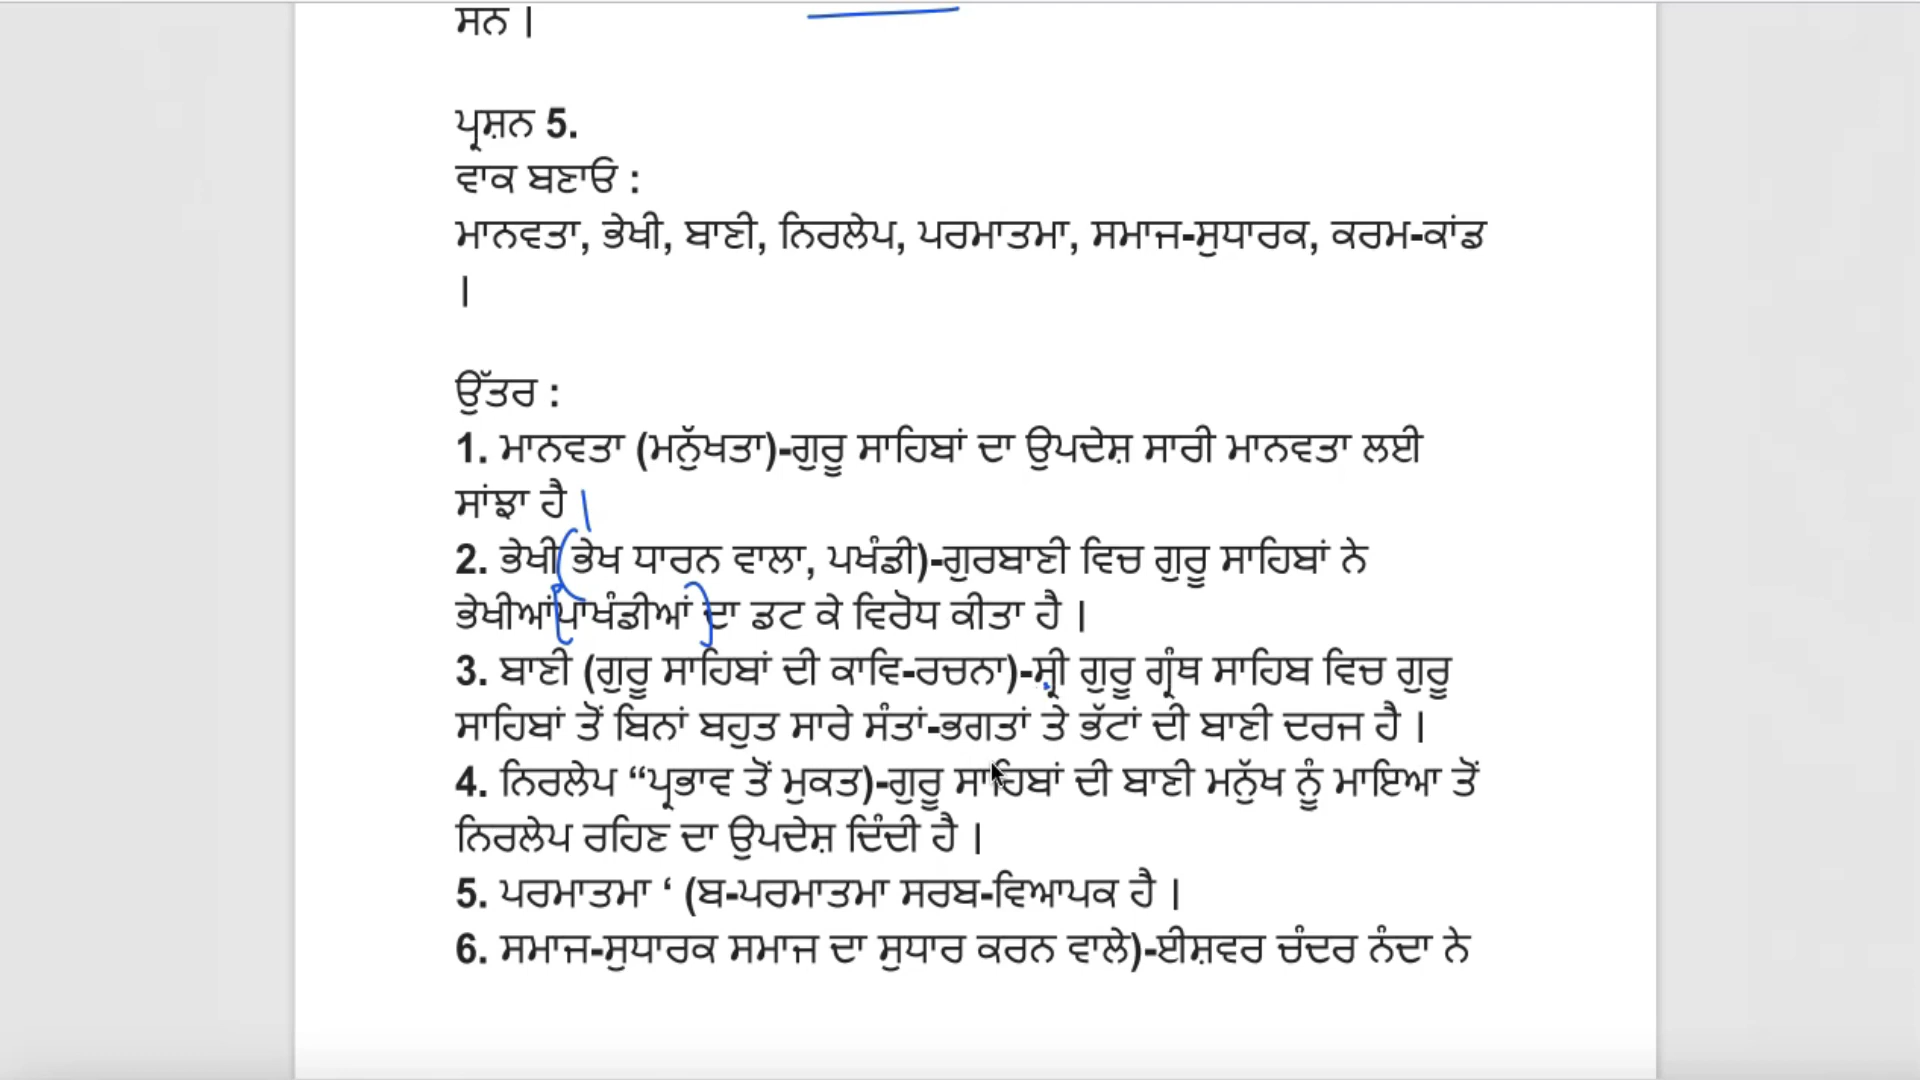 ਸਨ।
ਪ੍ਰਸ਼ਨ 5.
ਵਾਕ ਬਣਾਓ :
ਮਾਨਵਤਾ, ਭੇਖੀ, ਬਾਣੀ, ਨਿਰਲੇਪ, ਪਰਮਾਤਮਾ, ਸਮਾਜ-ਸੁਧਾਰਕ, ਕਰਮ-ਕਾਂਡ
।
ਉੱਤਰ :
1. ਮਾਨਵਤਾ (ਮਨੁੱਖਤਾ)-ਗੁਰੂ ਸਾਹਿਬਾਂ ਦਾ ਉਪਦੇਸ਼ ਸਾਰੀ ਮਾਨਵਤਾ ਲਈ
ਸਾਂਝਾ ਹੈ ।
2. ਭੇਖੀ (ਭੇਖ ਧਾਰਨ ਵਾਲਾ, ਪਖੰਡੀ)-ਗੁਰਬਾਣੀ ਵਿਚ ਗੁਰੂ ਸਾਹਿਬਾਂ ਨੇ
ਭੇਖੀਆਂ (ਪਾਖੰਡੀਆਂ ) ਦਾ ਡਟ ਕੇ ਵਿਰੋਧ ਕੀਤਾ ਹੈ ।
3. ਬਾਣੀ (ਗੁਰੂ ਸਾਹਿਬਾਂ ਦੀ ਕਾਵਿ-ਰਚਨਾ)-ਸ੍ਰੀ ਗੁਰੂ ਗ੍ਰੰਥ ਸਾਹਿਬ ਵਿਚ ਗੁਰੂ
ਸਾਹਿਬਾਂ ਤੋਂ ਬਿਨਾਂ ਬਹੁਤ ਸਾਰੇ ਸੰਤਾਂ-ਭਗਤਾਂ ਤੇ ਭੱਟਾਂ ਦੀ ਬਾਣੀ ਦਰਜ ਹੈ ।
4. ਨਿਰਲੇਪ “ਪ੍ਰਭਾਵ ਤੋਂ ਮੁਕਤ)-ਗੁਰੂ ਸਾਹਿਬਾਂ ਦੀ ਬਾਣੀ ਮਨੁੱਖ ਨੂੰ ਮਾਇਆ ਤੋਂ
ਨਿਰਲੇਪ ਰਹਿਣ ਦਾ ਉਪਦੇਸ਼ ਦਿੰਦੀ ਹੈ ।
5. ਪਰਮਾਤਮਾ ‘ (ਬ-ਪਰਮਾਤਮਾ ਸਰਬ-ਵਿਆਪਕ ਹੈ ।
6. ਸਮਾਜ-ਸੁਧਾਰਕ ਸਮਾਜ ਦਾ ਸੁਧਾਰ ਕਰਨ ਵਾਲੇ)-ਈਸ਼ਵਰ ਚੰਦਰ ਨੰਦਾ ਨੇ